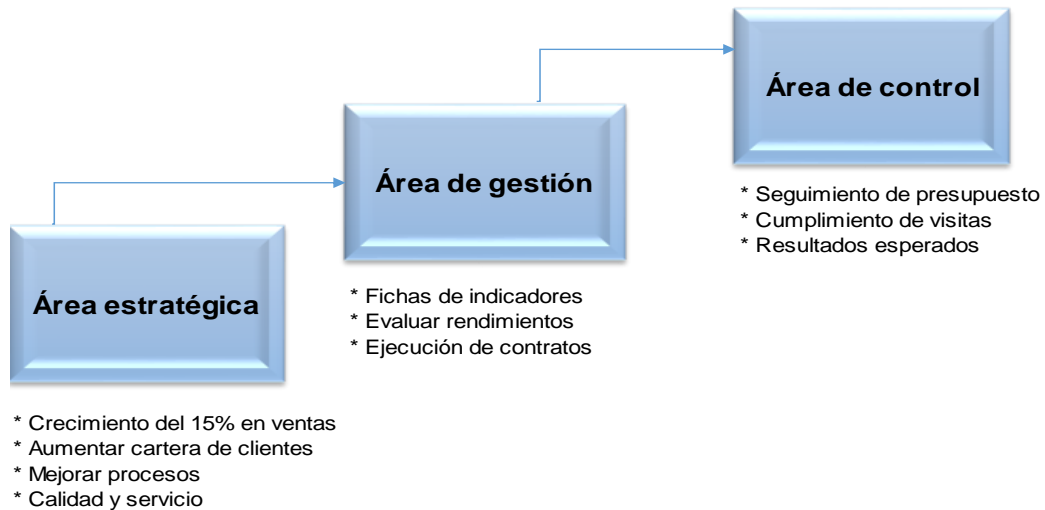 Área de control
* Seguimiento de presupuesto
* Cumplimiento de visitas
* Resultados esperados
Área de gestión
* Fichas de indicadores
* Evaluar rendimientos
* Ejecución de contratos
Área estratégica
* Crecimiento del 15% en ventas
* Aumentar cartera de clientes
* Mejorar procesos
* Calidad y servicio